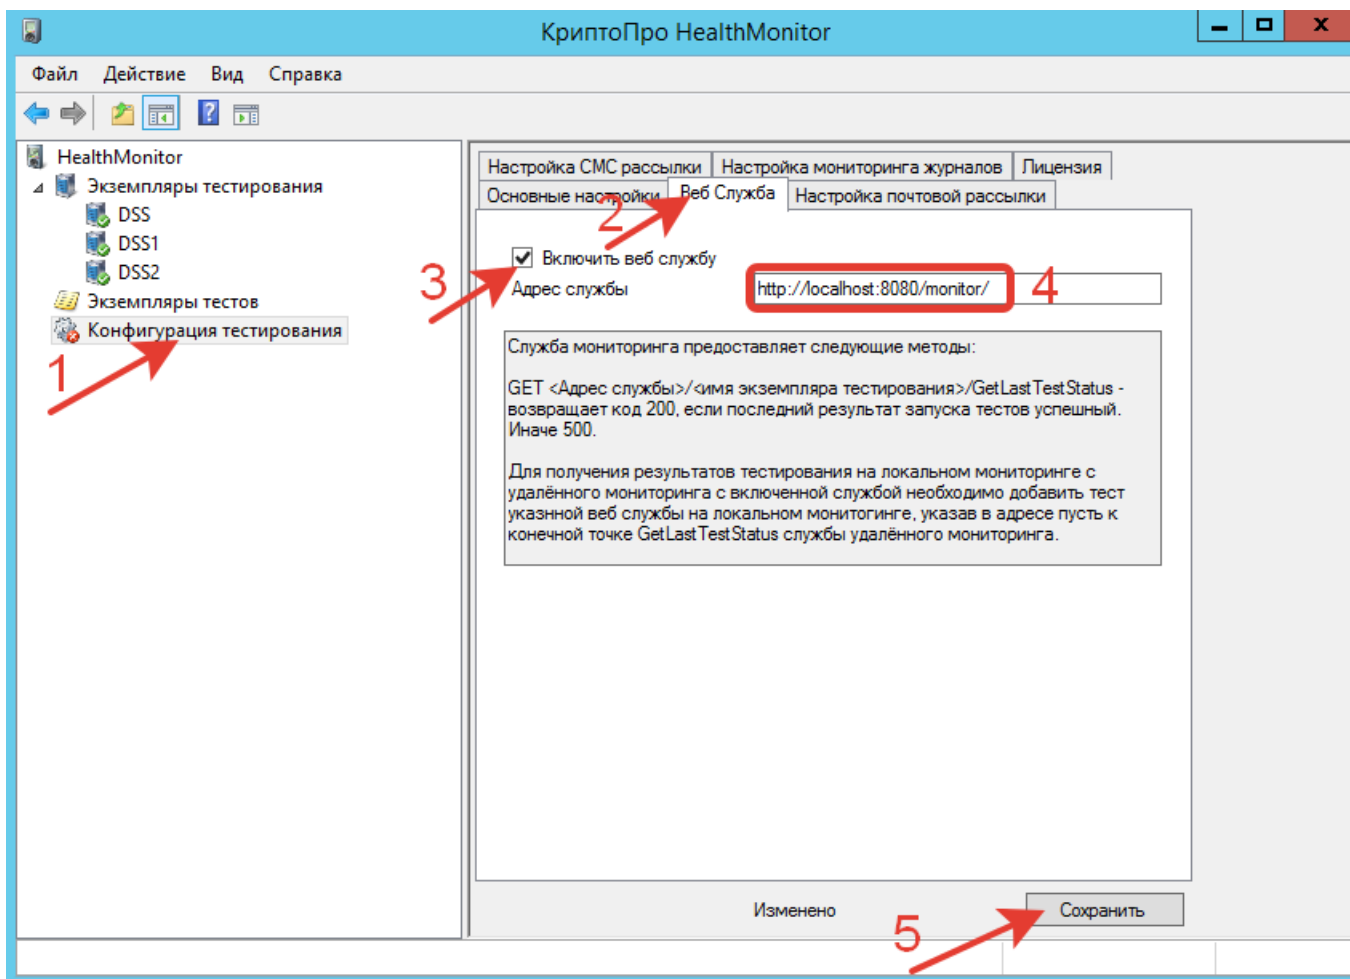 КриптоПро HealthMonitor
X
Файл Действие Вид Справка
?
HealthMonitor
Экземпляры тестирования
DSS
DSS1
DSS2
Экземпляры тестов
Конфигурация тестирования
1
Настройка СМС рассылки Настройка мониторинга журналов Лицензия
Основные настройки Веб Служба Настройка почтовой рассылки
2
Включить веб службу
3
Адрес службы http://localhost:8080/monitor/ 4
Служба мониторинга предоставляет следующие методы:
GET <Адрес службы>/<имя экземпляра тестирования>/GetLastTestStatus -
возвращает код 200, если последний результат запуска тестов успешный.
Иначе 500.
Для получения результатов тестирования на локальном мониторинге с
удалённого мониторинга с включенной службой необходимо добавить тест
указнной веб службы на локальном монитогинге, указав в адресе пусть к
конечной точке GetLastTestStatus службы удалённого мониторинга.
Изменено Сохранить
5